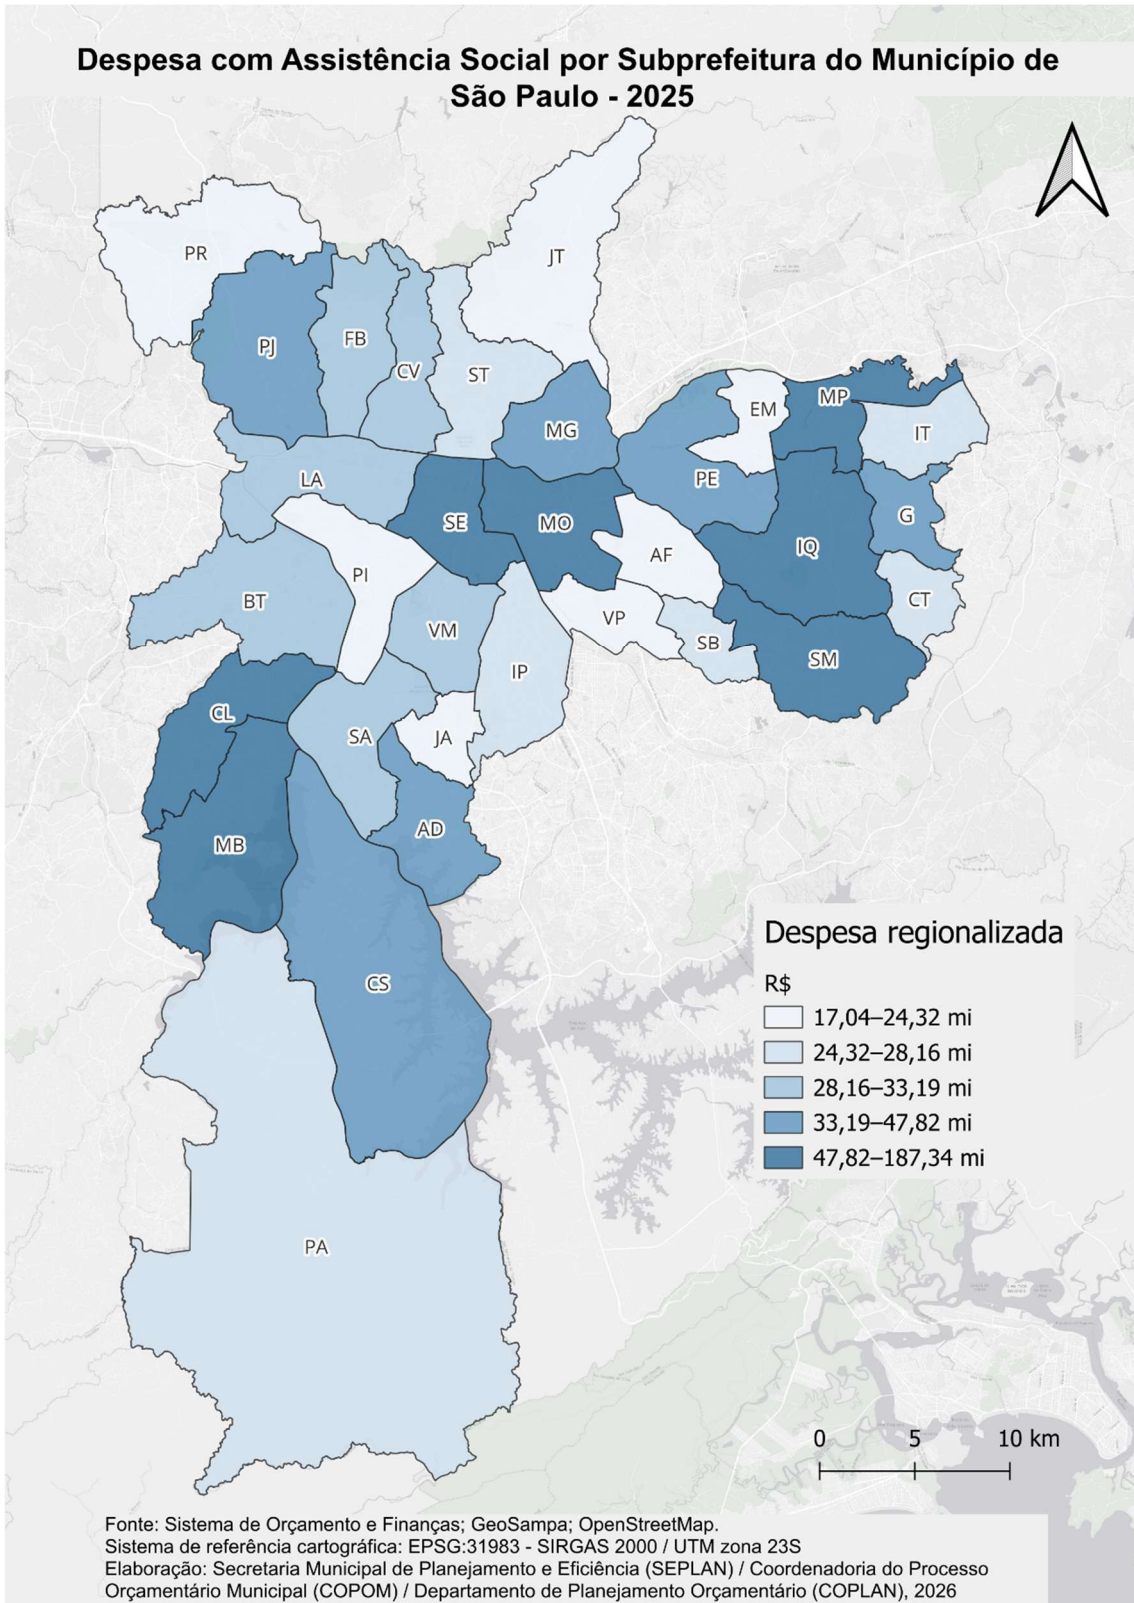 Despesa com Assistência Social por Subprefeitura do Município de
São Paulo - 2025
PR
JT
PJ
FB
CV
ST
MG
EM
MP
IT
LA
PE
G
SE
MO
IQ
AF
PI
BT
CT
VP
VM
SB
SM
IP
CL
SA
JA
AD
MB
CS
PA
Despesa regionalizada
R$
17,04–24,32 mi
24,32–28,16 mi
28,16–33,19 mi
33,19–47,82 mi
47,82–187,34 mi
0 5 10 km
Fonte: Sistema de Orçamento e Finanças; GeoSampa; OpenStreetMap.
Sistema de referência cartográfica: EPSG:31983 - SIRGAS 2000 / UTM zona 23S
Elaboração: Secretaria Municipal de Planejamento e Eficiência (SEPLAN) / Coordenadoria do Processo
Orçamentário Municipal (COPOM) / Departamento de Planejamento Orçamentário (COPLAN), 2026